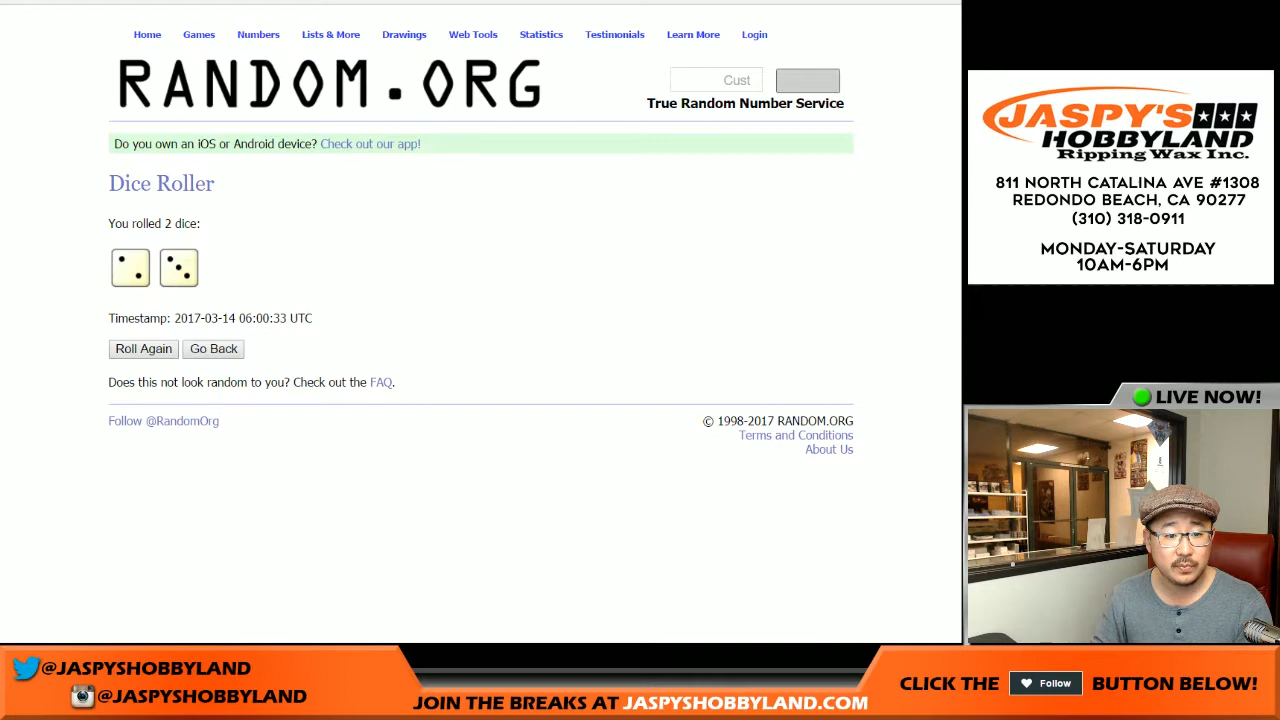 Home Games Numbers Lists & More Drawings Web Tools Statistics Testimonials Learn More Login
RANDOM.ORG
Cust
True Random Number Service
Do you own an iOS or Android device? Check out our app!
Dice Roller
You rolled 2 dice:
Timestamp: 2017-03-14 06:00:33 UTC
Roll Again Go Back
Does this not look random to you? Check out the FAQ.
Follow @RandomOrg
© 1998-2017 RANDOM.ORG
Terms and Conditions
About Us
JASPY'S
HOBBYLAND
Ripping Wax Inc.
811 NORTH CATALINA AVE #1308
REDONDO BEACH, CA 90277
(310) 318-0911
MONDAY-SATURDAY
10AM-6PM
LIVE NOW!
@JASPYSHOBBYLAND
@JASPYSHOBBYLAND
JOIN THE BREAKS AT JASPYSHOBBYLAND.COM
CLICK THE Follow BUTTON BELOW!